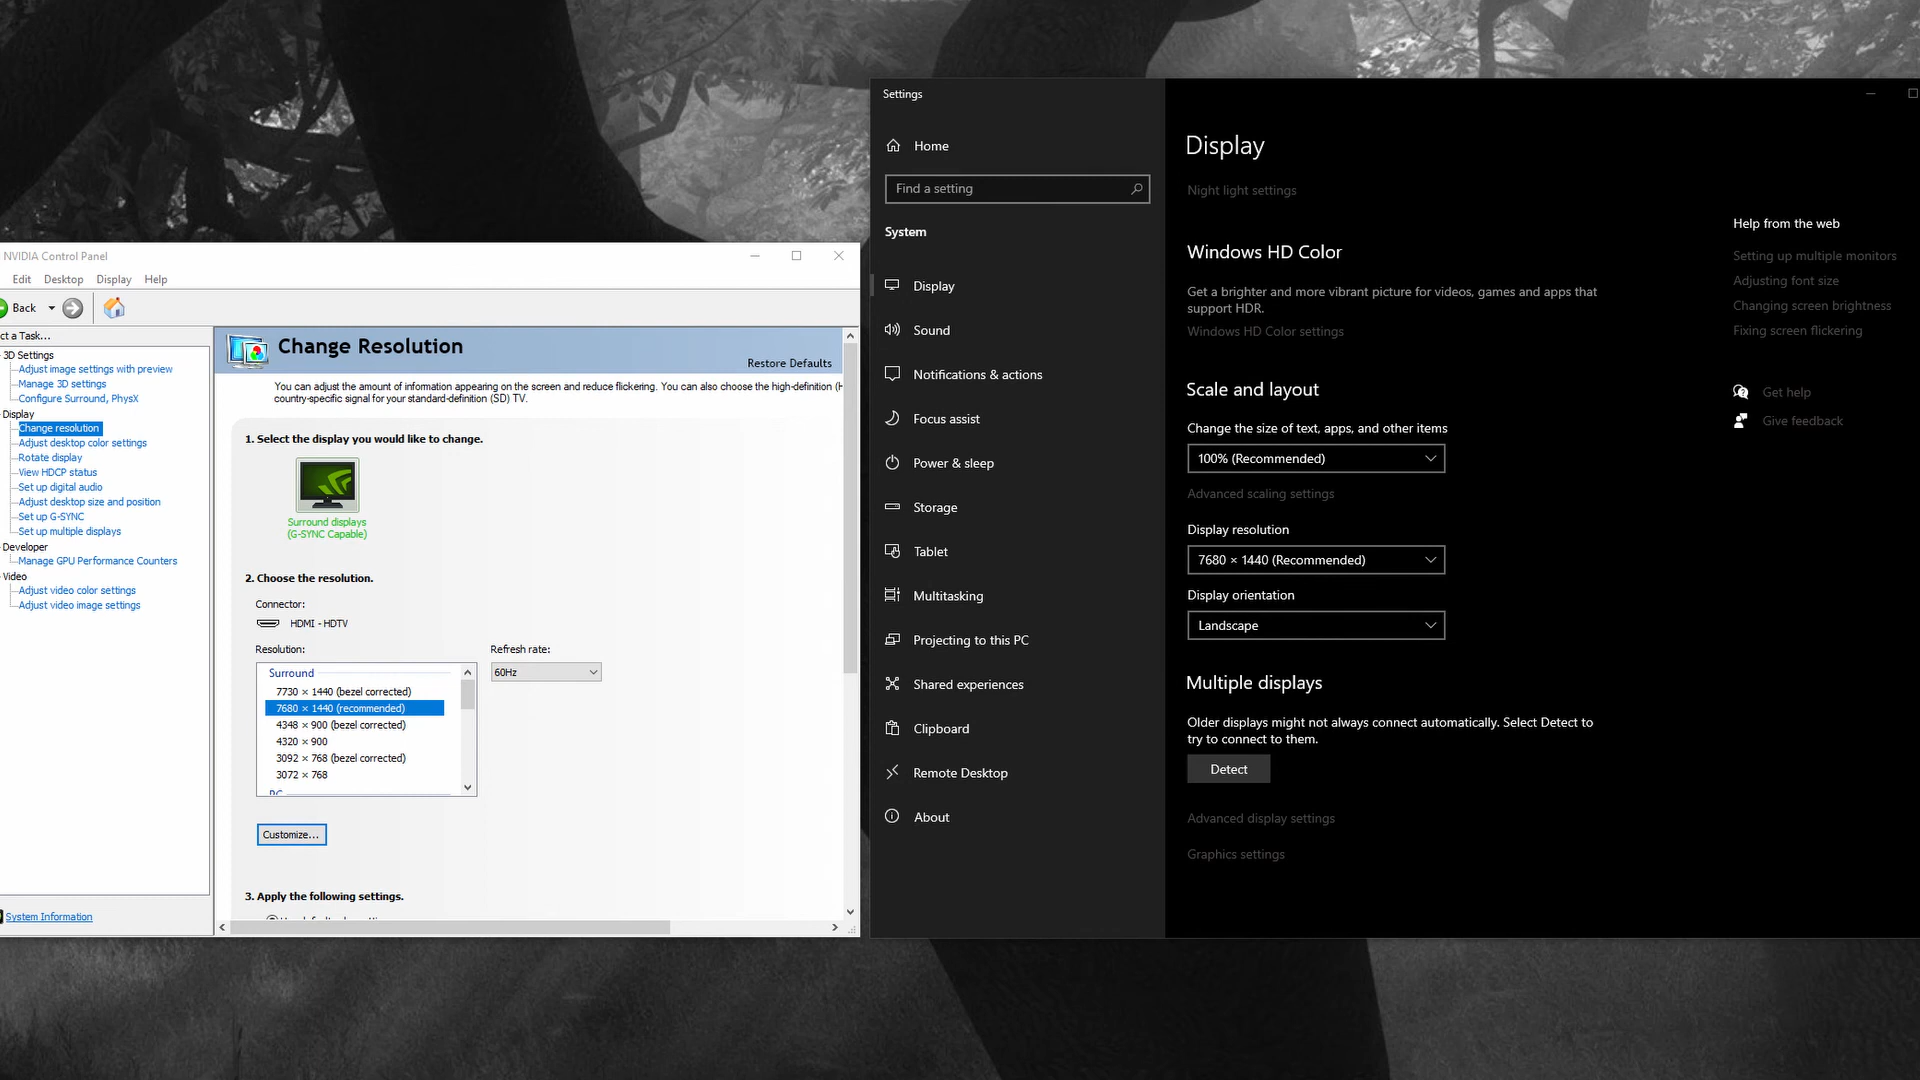 NVIDIA Control Panel
Edit Desktop Display Help
Back
ct a Task...
3D Settings
Adjust image settings with preview
Manage 3D settings
Configure Surround, PhysX
Display
Change resolution
Adjust desktop color settings
Rotate display
View HDCP status
Set up digital audio
Adjust desktop size and position
Set up G-SYNC
Set up multiple displays
Developer
Manage GPU Performance Counters
Video
Adjust video color settings
Adjust video image settings
System Information
Change Resolution
Restore Defaults
You can adjust the amount of information appearing on the screen and reduce flickering. You can also choose the high-definition (H
country-specific signal for your standard-definition (SD) TV.
1. Select the display you would like to change.
Surround displays
(G-SYNC Capable)
2. Choose the resolution.
Connector:
HDMI - HDTV
Resolution:
Refresh rate:
60Hz
Surround
7730 × 1440 (bezel corrected)
7680 × 1440 (recommended)
4348 × 900 (bezel corrected)
4320 × 900
3092 × 768 (bezel corrected)
3072 × 768
PC
Customize...
3. Apply the following settings.
Settings
Home
Find a setting
System
Display
Sound
Notifications & actions
Focus assist
Power & sleep
Storage
Tablet
Multitasking
Projecting to this PC
Shared experiences
Clipboard
Remote Desktop
About
Display
Night light settings
Windows HD Color
Get a brighter and more vibrant picture for videos, games and apps that
support HDR.
Windows HD Color settings
Scale and layout
Change the size of text, apps, and other items
100% (Recommended)
Advanced scaling settings
Display resolution
7680 × 1440 (Recommended)
Display orientation
Landscape
Multiple displays
Older displays might not always connect automatically. Select Detect to
try to connect to them.
Detect
Advanced display settings
Graphics settings
Help from the web
Setting up multiple monitors
Adjusting font size
Changing screen brightness
Fixing screen flickering
Get help
Give feedback